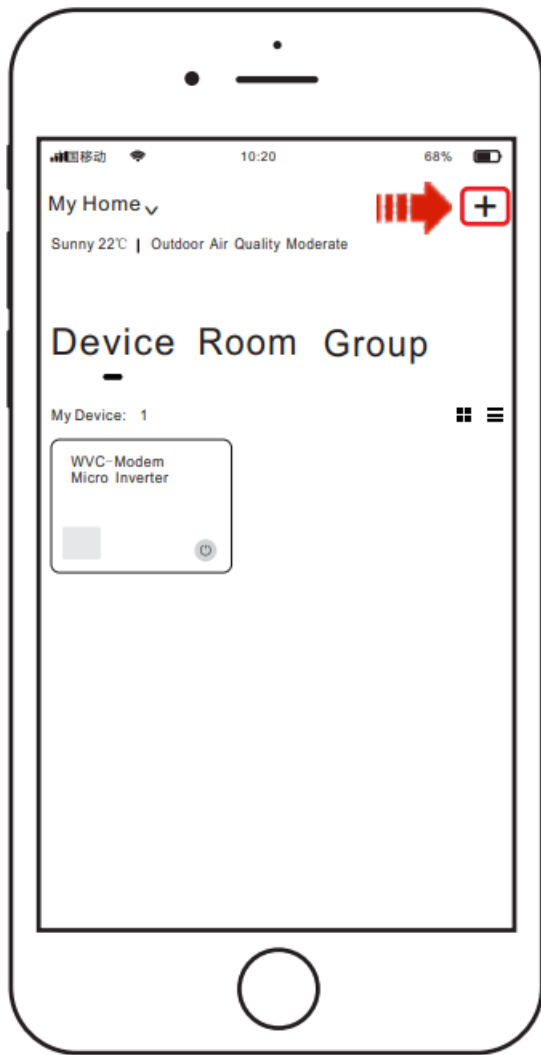 国移动 10:20 68%
My Home
+
Sunny 22℃ | Outdoor Air Quality Moderate
Device Room Group
My Device: 1
WVC-Modem
Micro Inverter